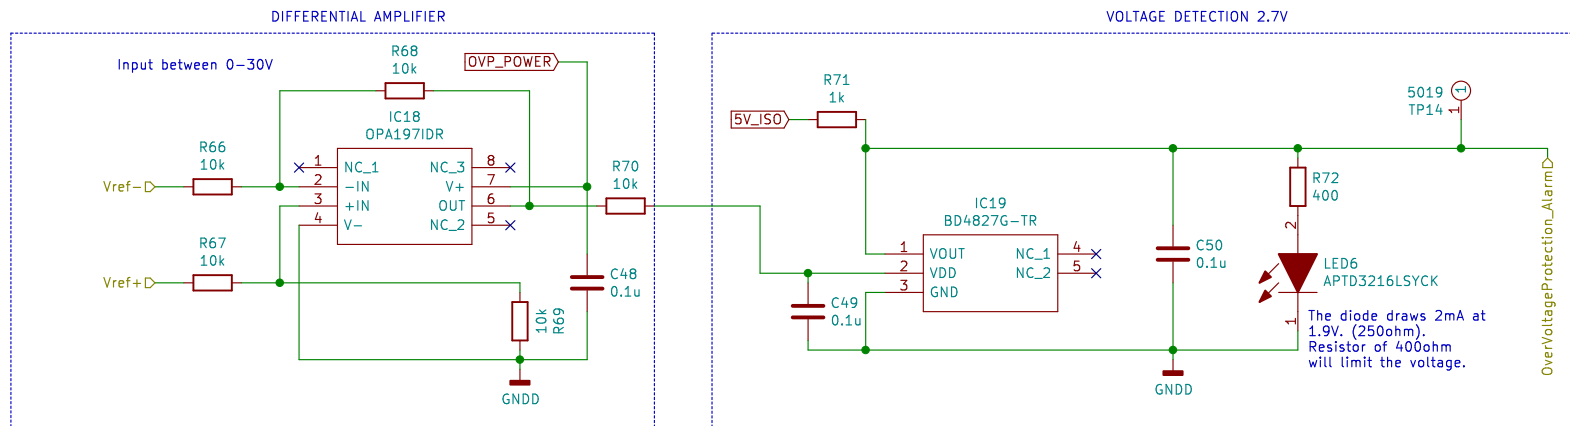 DIFFERENTIAL AMPLIFIER
Input between 0-30V
R68
10k
OVP_POWER
IC18
OPA197IDR
R66
10k
Vref-
1 NC_1
2 -IN
3 +IN
4 V-
NC_3 8
V+ 7
OUT 6
NC_2 5
R70
10k
R67
10k
Vref+
C48
0.1u
10k
R69
GNDD
VOLTAGE DETECTION 2.7V
R71
1k
5V_ISO
5019
TP14
1
1
IC19
BD4827G-TR
1 VOUT
2 VDD
3 GND
NC_1 4
NC_2 5
C49
0.1u
C50
0.1u
GNDD
R72
400
2
LED6
APTD3216LSYCK
1
The diode draws 2mA at
1.9V. (250ohm).
Resistor of 400ohm
will limit the voltage.
OverVoltageProtection_Alarm